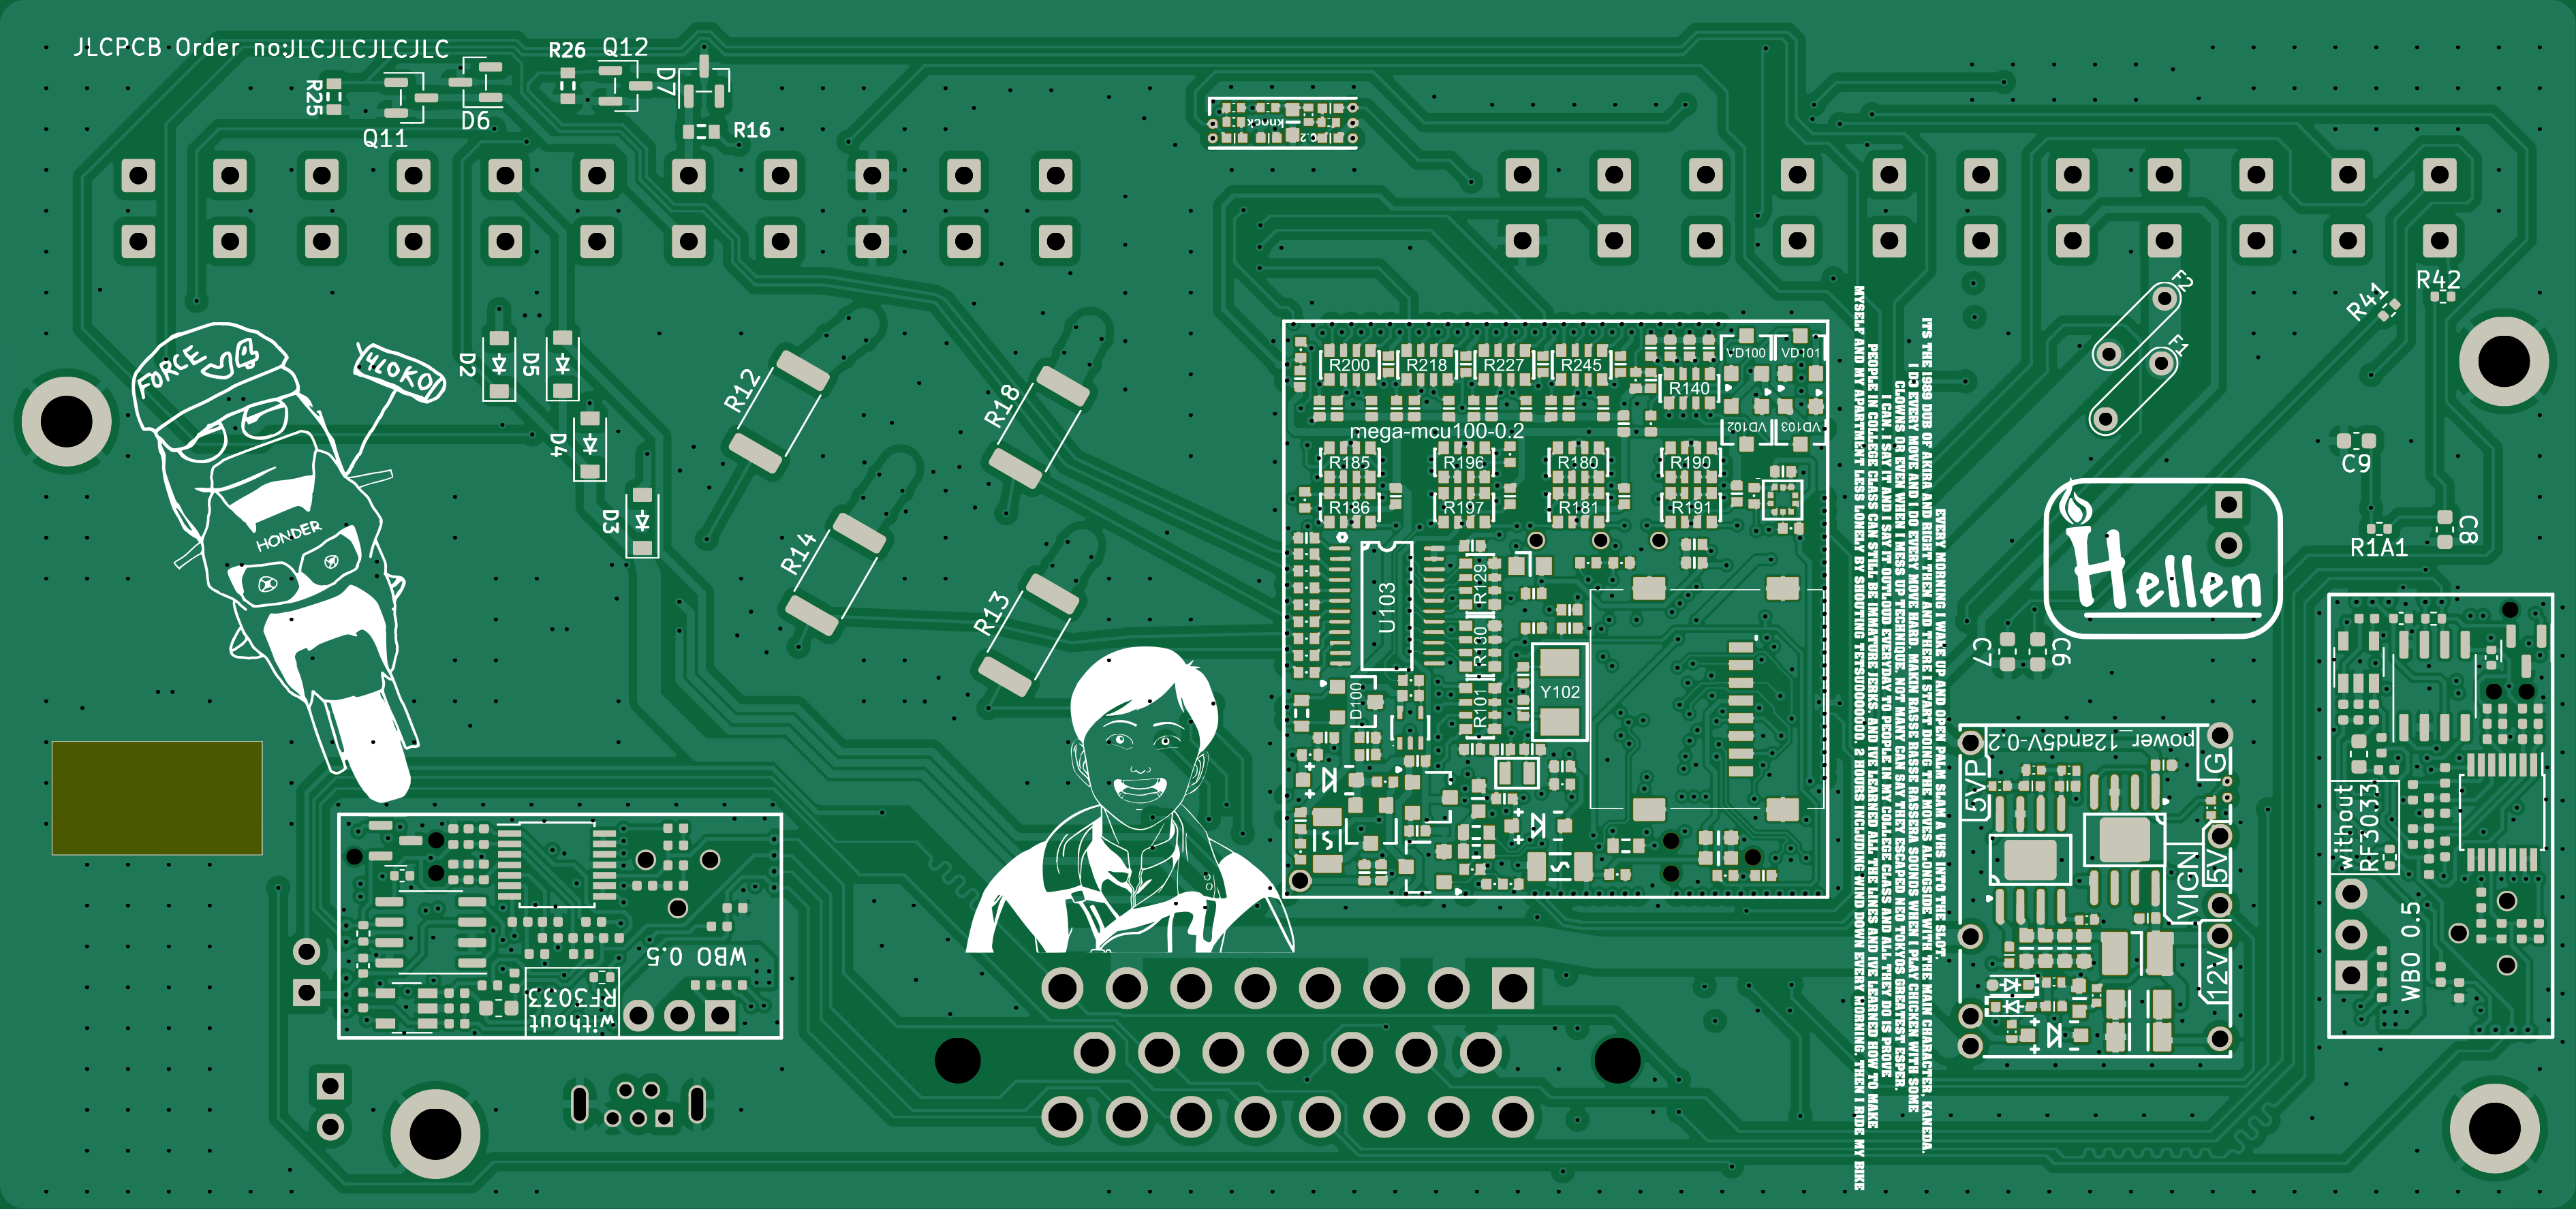 JLCPCB Order no:JLCJLCJLCJLC
R26
Q12
R25
Q11
D6
D7
R16
knock
FORCE
4LOKO
HONDER
D2
D5
D4
D3
R12
R18
R14
R13
F2
F1
R41
R42
C9
R1A1
C8
C7
C6
Hellen
R200
R218
R227
R245
R140
VD100
VD101
VD102
VD103
mega-mcu100-0.2
R185
R196
R180
R190
R186
R197
R181
R191
U103
R129
R130
R101
D100
Y102
EVERY MORNING I WAKE UP AND OPEN PALM SLAM A VHS INTO THE SLOT.
ITS THE 1989 DUB OF AKIRA AND RIGHT THEN AND THERE I START DOING THE MOVES ALONGSIDE WITH THE MAIN CHARACTER, KANEDA.
I DO EVERY MOVE AND I DO EVERY MOVE HARD. MAKIN RASSE RASSE RASSERA SOUNDS WHEN I PLAY CHICKEN WITH SOME
CLOWNS OR EVEN WHEN I MESS UP TECHNIQUE. NOT MANY CAN SAY THEY ESCAPED NEO TOKYOS GREATEST ESPER.
I CAN. I SAY IT AND I SAY IT OUTLOUD EVERYDAY TO PEOPLE IN MY COLLEGE CLASS AND ALL THEY DO IS PROVE
PEOPLE IN COLLEGE CLASS CAN STILL BE IMMATURE JERKS. AND IVE LEARNED ALL THE LINES AND IVE LEARNED HOW TO MAKE
MYSELF AND MY APARTMENT LESS LONELY BY SHOUTING TETSUOOOOOO. 2 HOURS INCLUDING WIND DOWN EVERY MORNING. THEN I RIDE MY BIKE
power_12and5V-0.2
5VP
G
5V
VIGN
12V
without
RF3033
WBO 0.5
WBO 0.5
without
RF3033